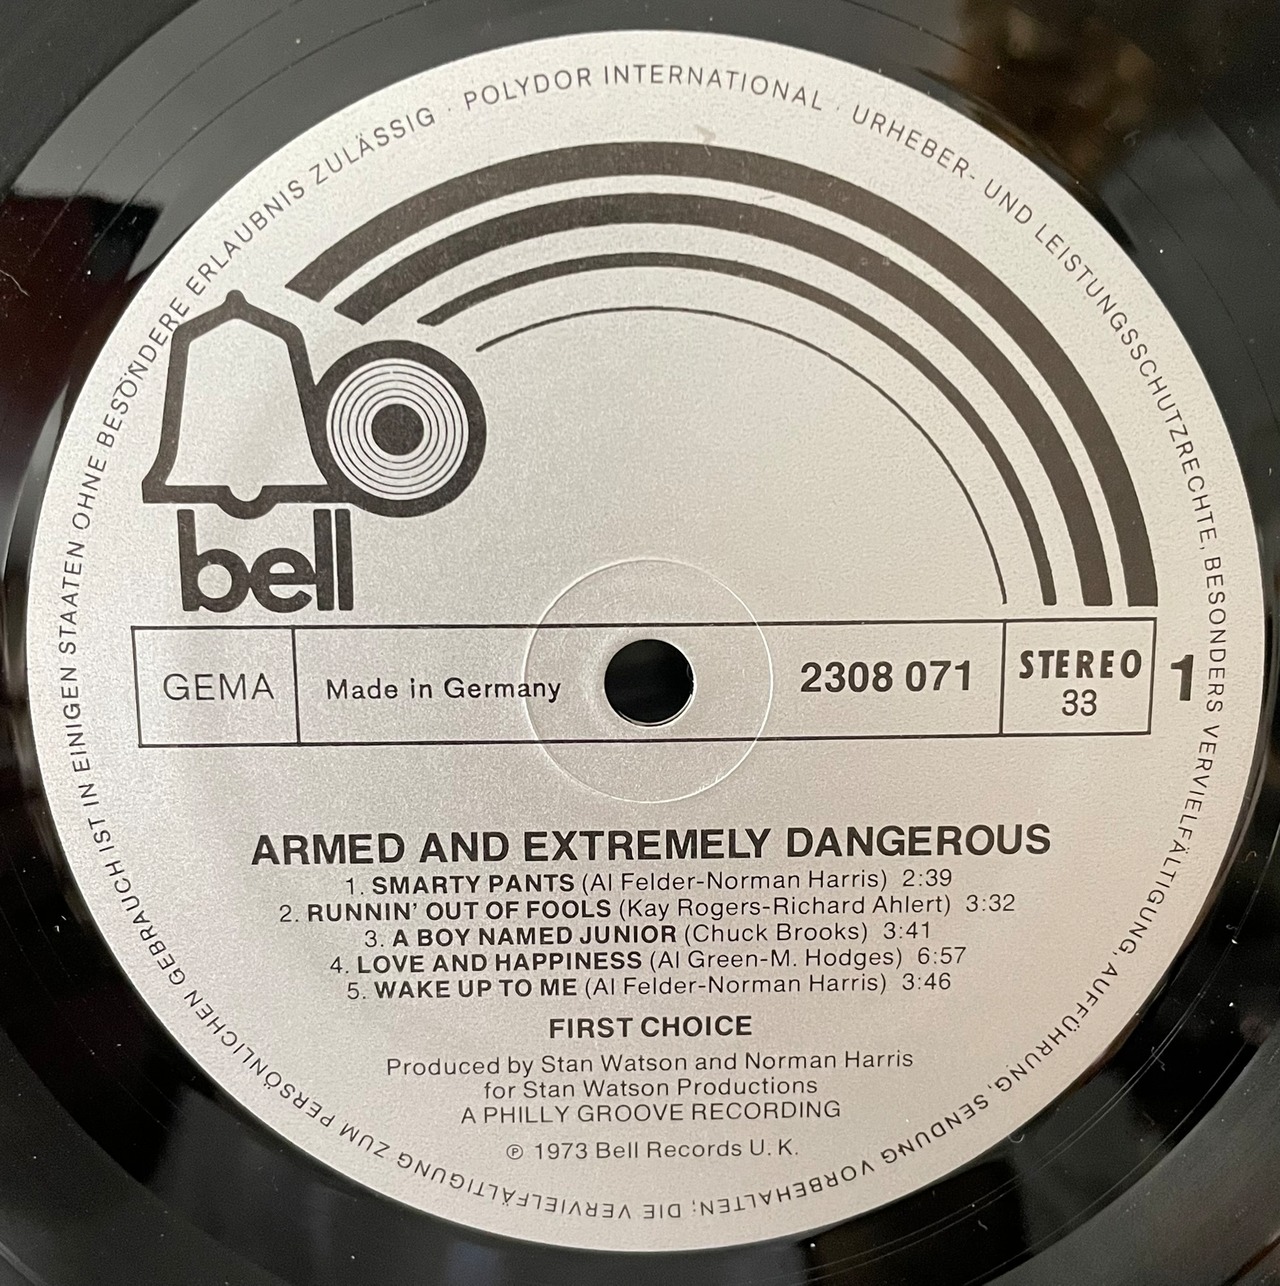 POLYDOR INTERNATIONAL · URHEBER- UND LEISTUNGSSCHUTZRECHTE, BESONDERS VERVIELFÄLTIGUNG, AUFFÜHRUNG, SENDUNG VORBEHALTEN; DIE VERVIELFÄLTIGUNG ZUM PERSÖNLICHEN GEBRAUCH IST IN EINIGEN STAATEN OHNE BESONDERE ERLAUBNIS ZULÄSSIG ·
bell
GEMA
Made in Germany
2308 071
STEREO
33
1
ARMED AND EXTREMELY DANGEROUS
1. SMARTY PANTS (Al Felder-Norman Harris) 2:39
2. RUNNIN' OUT OF FOOLS (Kay Rogers-Richard Ahlert) 3:32
3. A BOY NAMED JUNIOR (Chuck Brooks) 3:41
4. LOVE AND HAPPINESS (Al Green-M. Hodges) 6:57
5. WAKE UP TO ME (Al Felder-Norman Harris) 3:46
FIRST CHOICE
Produced by Stan Watson and Norman Harris
for Stan Watson Productions
A PHILLY GROOVE RECORDING
℗ 1973 Bell Records U. K.